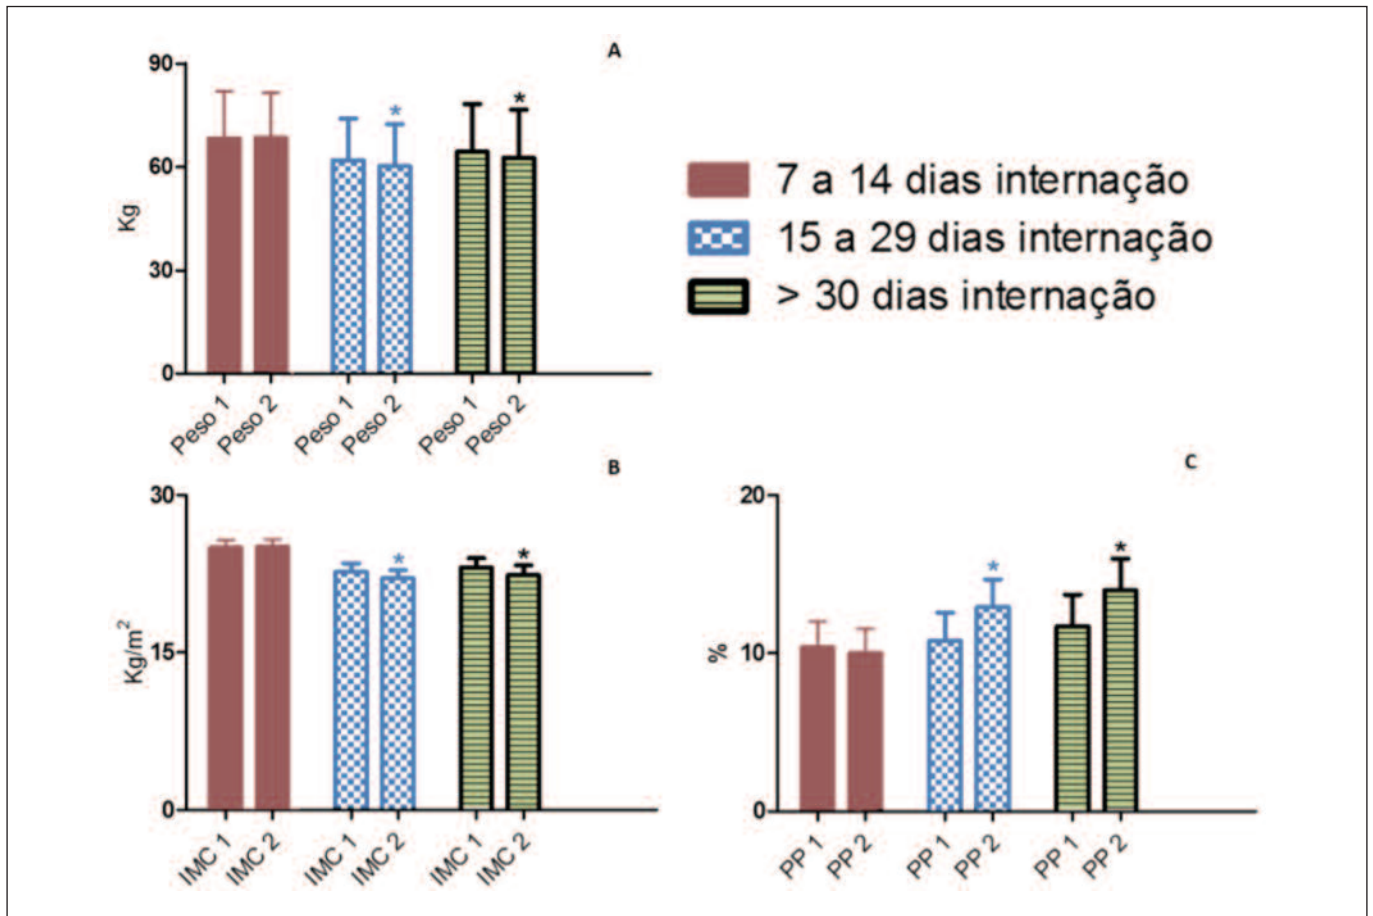 A
90
60
30
0
Kg
Peso 1
Peso 2
Peso 1
Peso 2
Peso 1
Peso 2
*
*
7 a 14 dias internação
15 a 29 dias internação
> 30 dias internação
B
30
15
0
Kg/m²
IMC 1
IMC 2
IMC 1
IMC 2
IMC 1
IMC 2
*
*
C
20
10
0
%
PP 1
PP 2
PP 1
PP 2
PP 1
PP 2
*
*